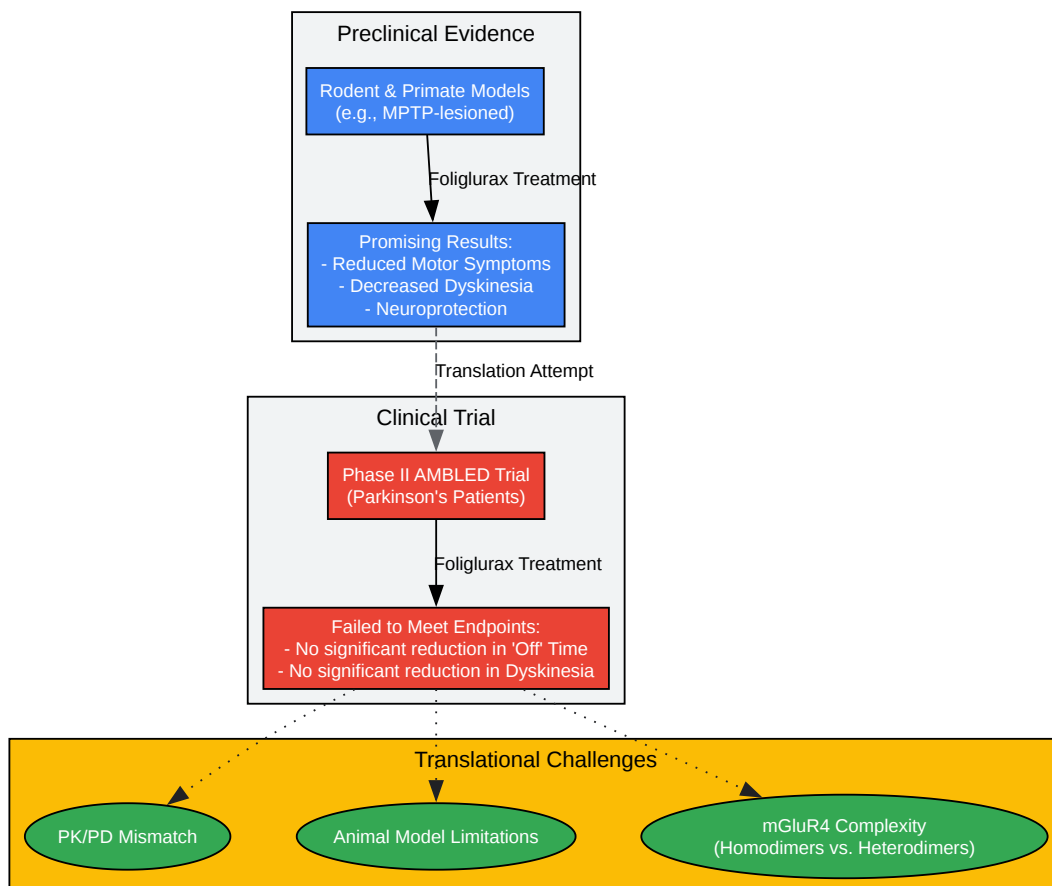 Preclinical Evidence
Rodent & Primate Models
(e.g., MPTP-lesioned)
Foliglurax Treatment
Promising Results:
- Reduced Motor Symptoms
- Decreased Dyskinesia
- Neuroprotection
Translation Attempt
Clinical Trial
Phase II AMBLED Trial
(Parkinson's Patients)
Foliglurax Treatment
Failed to Meet Endpoints:
- No significant reduction in 'Off' Time
- No significant reduction in Dyskinesia
Translational Challenges
PK/PD Mismatch
Animal Model Limitations
mGluR4 Complexity
(Homodimers vs. Heterodimers)